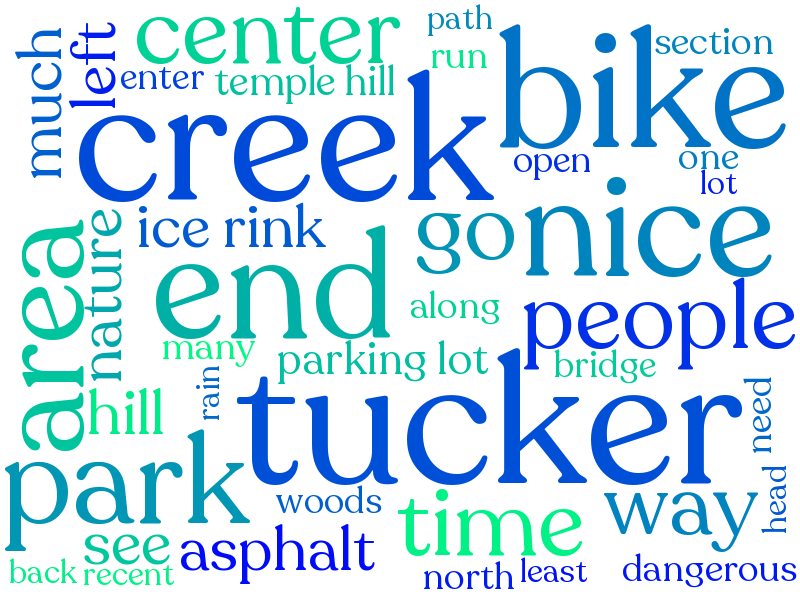 center
path
bike
section
run
left
much
enter
temple hill
creek
open
one
lot
ice rink
go
nice
area
nature
end
along
people
many
parking lot
bridge
rain
tucker
hill
need
park
woods
time
way
head
see
asphalt
back
recent
north
least
dangerous